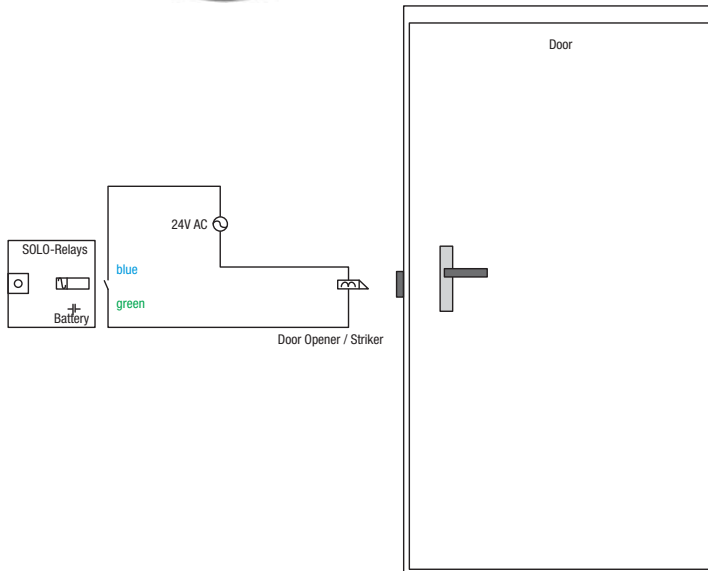 Door
24V AC
SOLO-Relays
blue
green
Battery
Door Opener / Striker